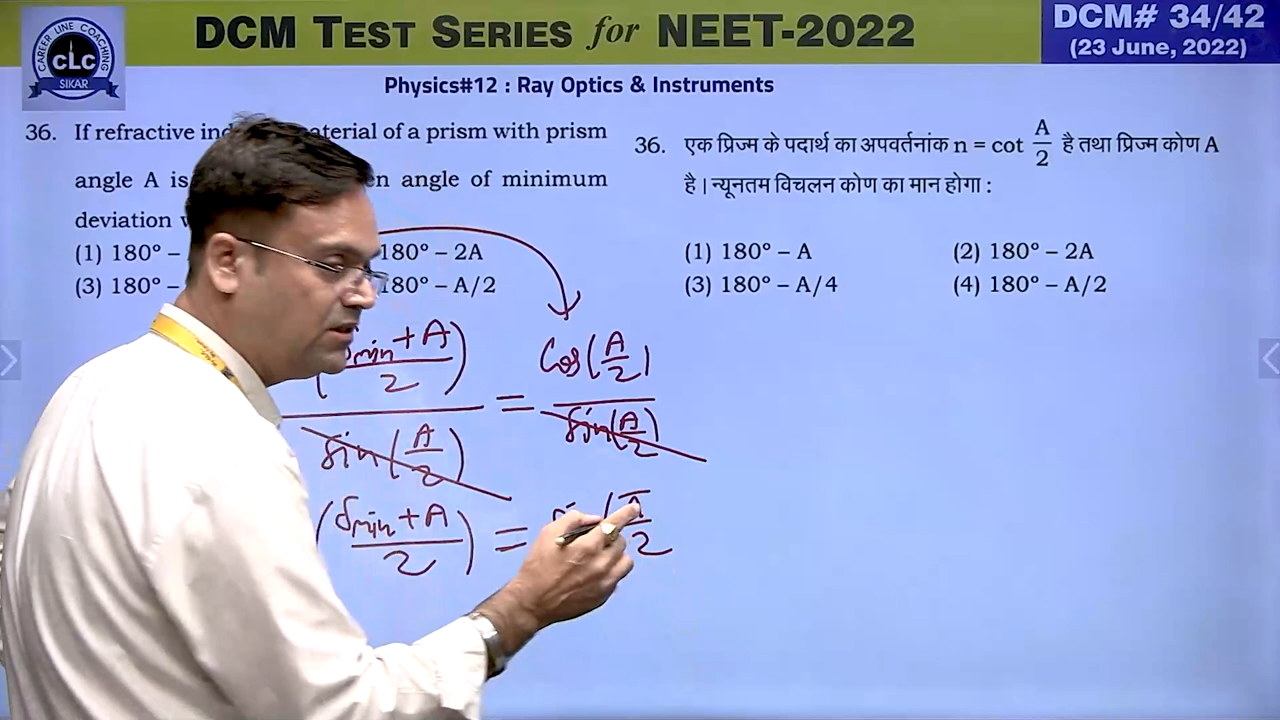 DCM TEST SERIES for NEET-2022
DCM# 34/42
(23 June, 2022)
CAREER LINE COACHING
CLC
SIKAR
Physics#12 : Ray Optics & Instruments
36. If refractive of a prism with prism
angle A is angle of minimum
deviation
(1) 180° – 180° – 2A
(3) 180° – 180° – A/2
36. एक प्रिज्म के पदार्थ का अपवर्तनांक n = cot A/2 है तथा प्रिज्म कोण A
है। न्यूनतम विचलन कोण का मान होगा :
(1) 180° – A (2) 180° – 2A
(3) 180° – A/4 (4) 180° – A/2
min + A) / 2 = Cos(A/2)
sin(A/2) sin(A/2)
(δmin + A / 2) = π/2